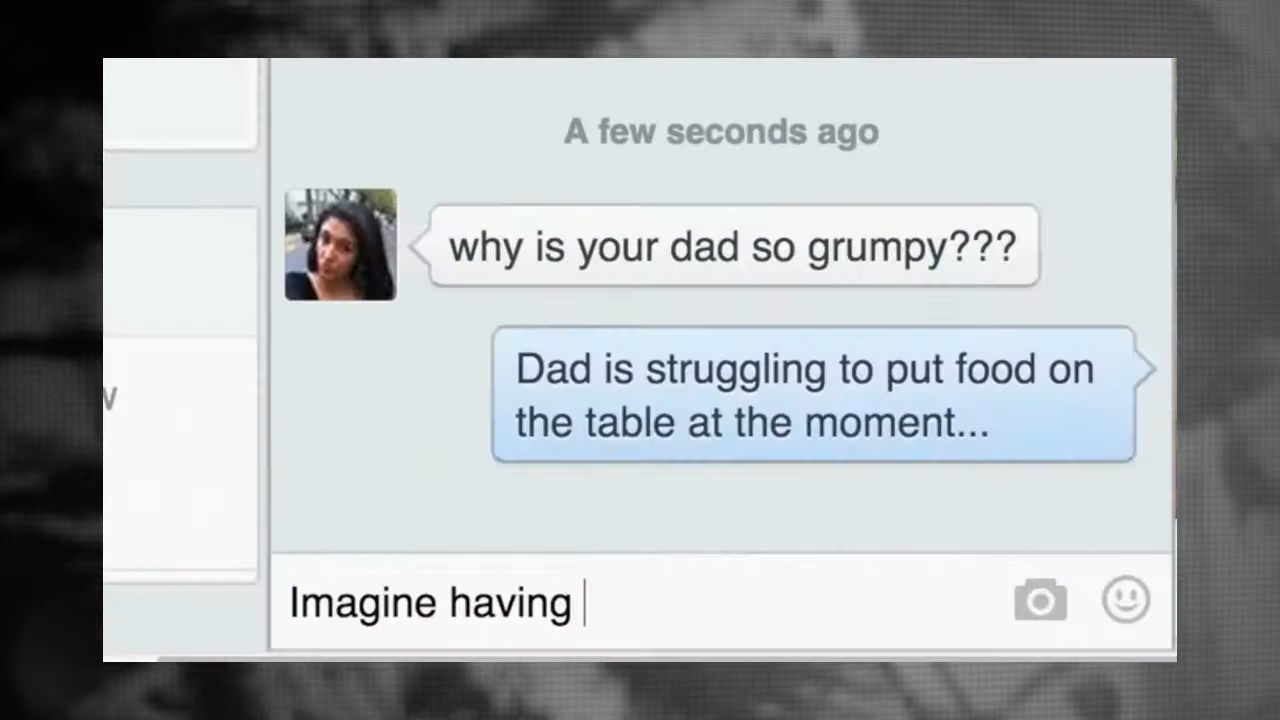 A few seconds ago
why is your dad so grumpy???
Dad is struggling to put food on
the table at the moment...
Imagine having